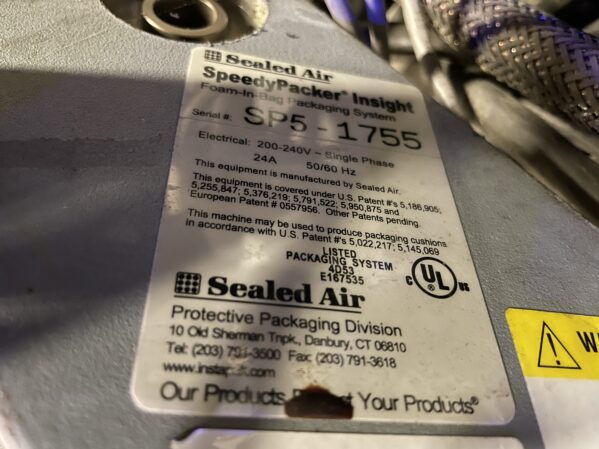 Sealed Air
SpeedyPacker® Insight
Foam-In-Bag Packaging System
Serial #: SP5-1755
Electrical: 200-240V ~ Single Phase
24A 50/60 Hz
This equipment is manufactured by Sealed Air.
This equipment is covered under U.S. Patent #'s 5,186,905;
5,255,847; 5,376,219; 5,791,522; 5,950,875 and
European Patent # 0557956. Other Patents pending.
This machine may be used to produce packaging cushions
in accordance with U.S. Patent #'s 5,022,217; 5,145,069
LISTED
PACKAGING SYSTEM
4D53
E167535
C UL US
Sealed Air
Protective Packaging Division
10 Old Sherman Tnpk., Danbury, CT 06810
Tel: (203) 791-3500 Fax: (203) 791-3618
Our Products Your Products®